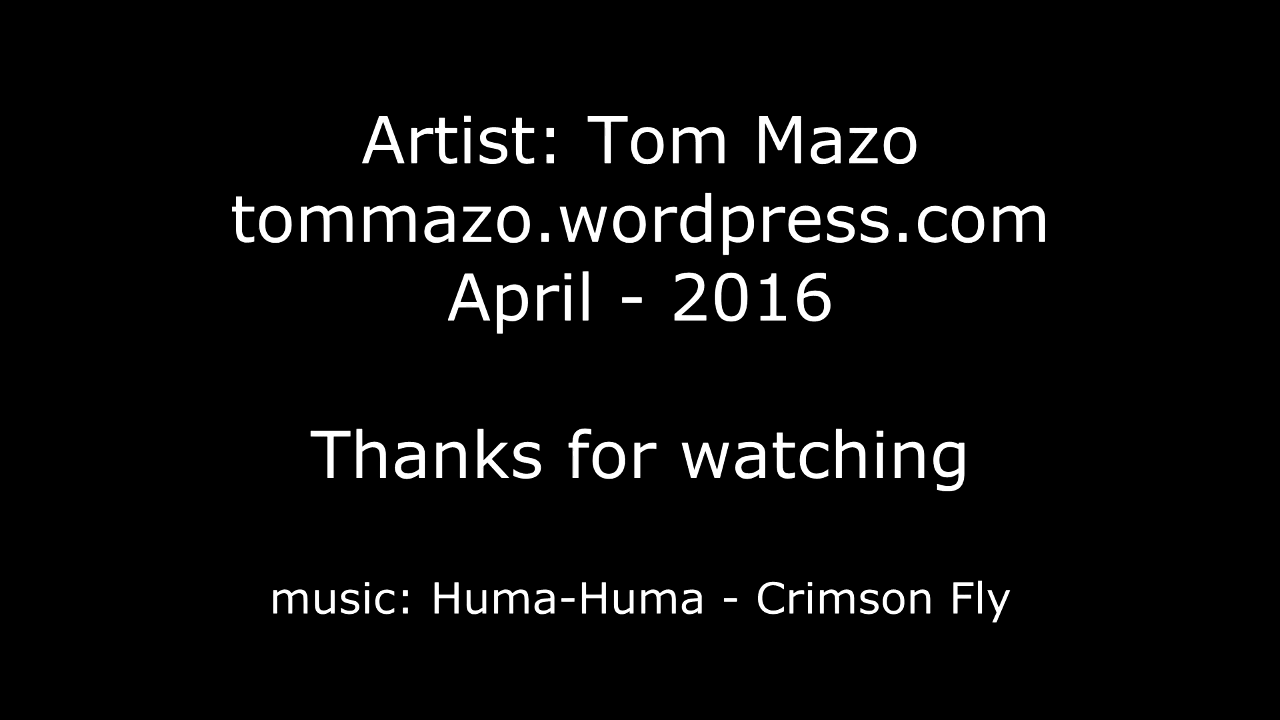 Artist: Tom Mazo
tommazo.wordpress.com
April - 2016
Thanks for watching
music: Huma-Huma - Crimson Fly